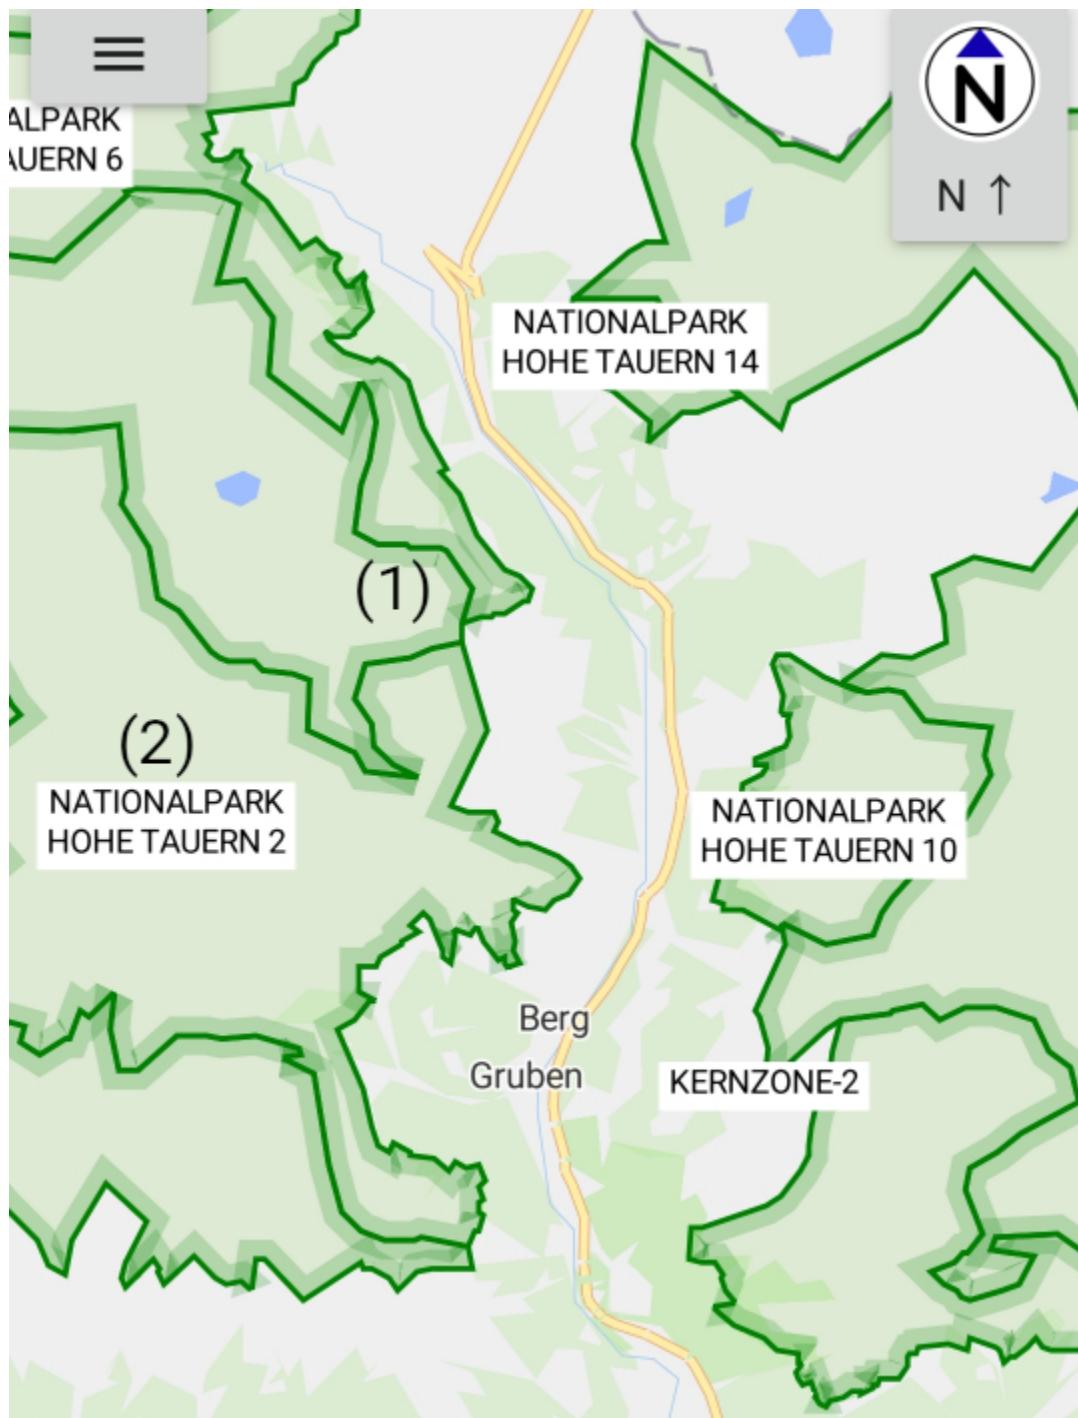 ALPARK
AUERN 6
N
N ↑
NATIONALPARK
HOHE TAUERN 14
(1)
(2)
NATIONALPARK
HOHE TAUERN 2
NATIONALPARK
HOHE TAUERN 10
Berg
Gruben
KERNZONE-2